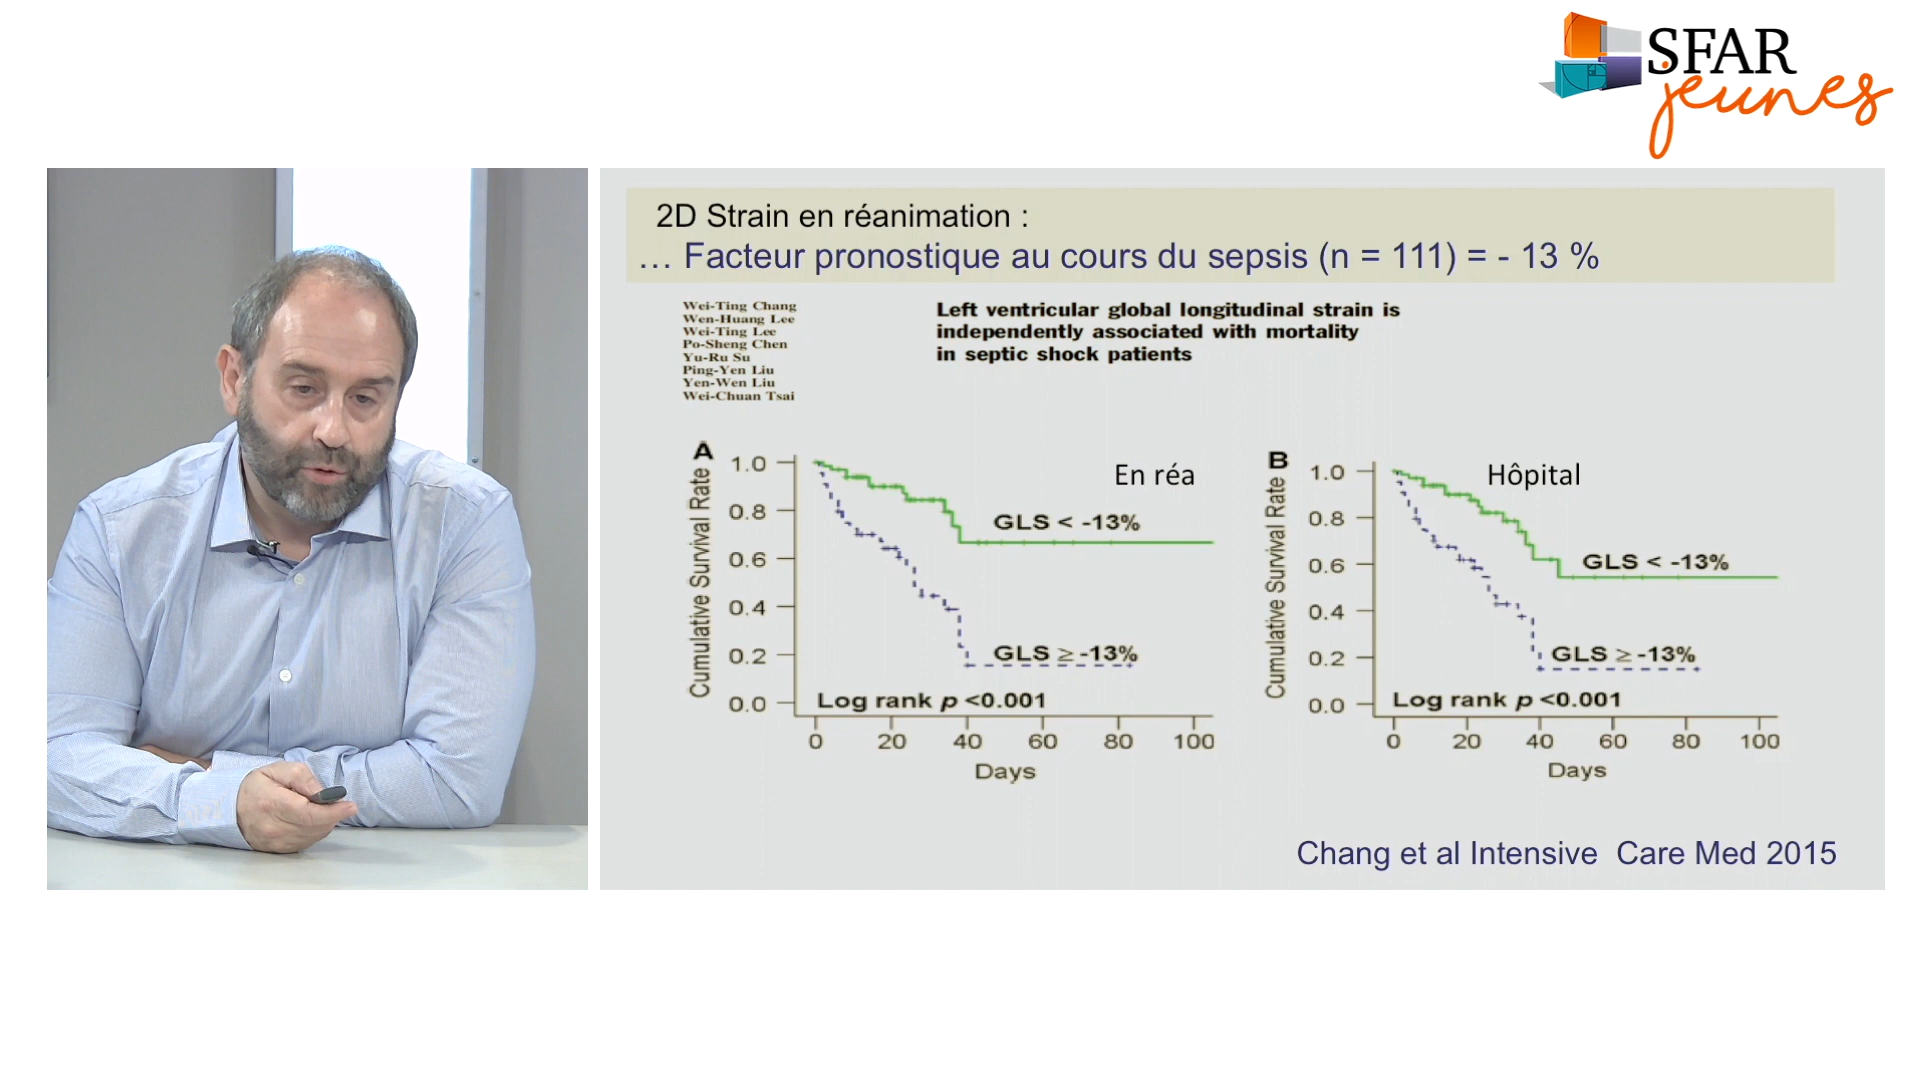 SFAR
jeunes
2D Strain en réanimation :
… Facteur pronostique au cours du sepsis (n = 111) = - 13 %
Wei-Ting Chang
Wen-Huang Lee
Wei-Ting Lee
Po-Sheng Chen
Yu-Ru Su
Ping-Yen Liu
Yen-Wen Liu
Wei-Chuan Tsai
Left ventricular global longitudinal strain is
independently associated with mortality
in septic shock patients
A
En réa
Cumulative Survival Rate
1.0
0.8
0.6
0.4
0.2
0.0
GLS < -13%
GLS ≥ -13%
Log rank p <0.001
0 20 40 60 80 100
Days
B
Hôpital
Cumulative Survival Rate
1.0
0.8
0.6
0.4
0.2
0.0
GLS < -13%
GLS ≥ -13%
Log rank p <0.001
0 20 40 60 80 100
Days
Chang et al Intensive Care Med 2015